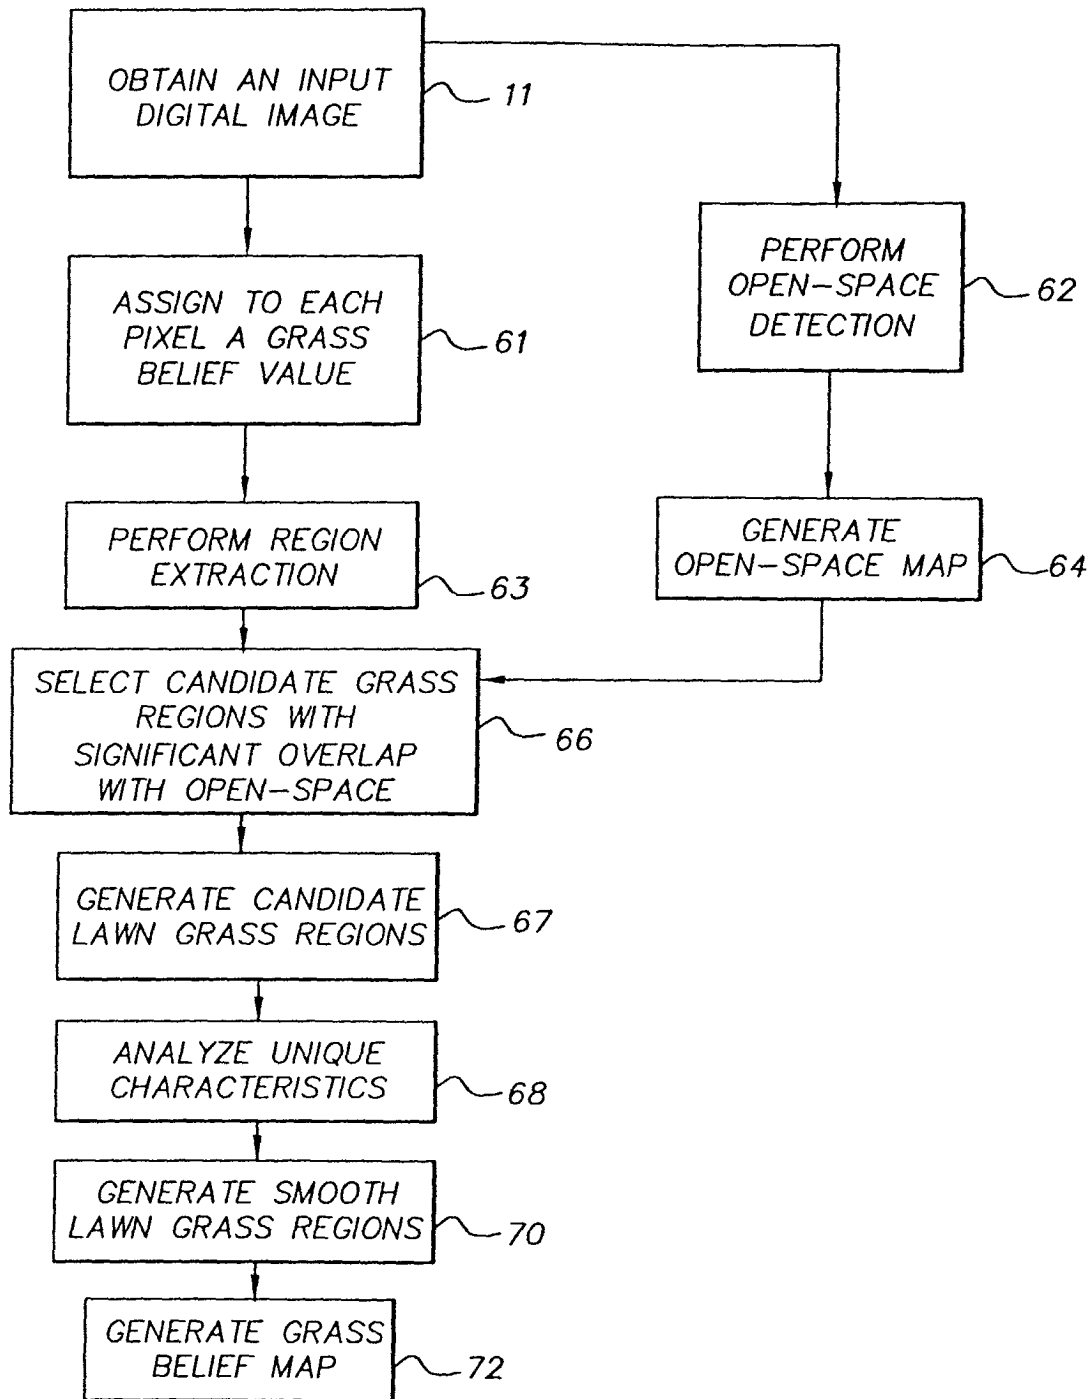 OBTAIN AN INPUT
DIGITAL IMAGE
11
PERFORM
OPEN-SPACE
DETECTION
62
ASSIGN TO EACH
PIXEL A GRASS
BELIEF VALUE
61
PERFORM REGION
EXTRACTION
63
GENERATE
OPEN-SPACE MAP
64
SELECT CANDIDATE GRASS
REGIONS WITH
SIGNIFICANT OVERLAP
WITH OPEN-SPACE
66
GENERATE CANDIDATE
LAWN GRASS REGIONS
67
ANALYZE UNIQUE
CHARACTERISTICS
68
GENERATE SMOOTH
LAWN GRASS REGIONS
70
GENERATE GRASS
BELIEF MAP
72